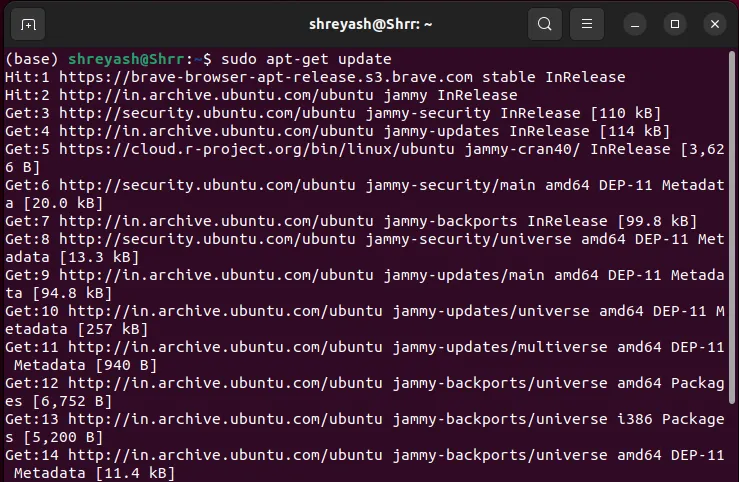 shreyash@Shrr: ~
(base) shreyash@Shrr:~$ sudo apt-get update
Hit:1 https://brave-browser-apt-release.s3.brave.com stable InRelease
Hit:2 http://in.archive.ubuntu.com/ubuntu jammy InRelease
Get:3 http://security.ubuntu.com/ubuntu jammy-security InRelease [110 kB]
Get:4 http://in.archive.ubuntu.com/ubuntu jammy-updates InRelease [114 kB]
Get:5 https://cloud.r-project.org/bin/linux/ubuntu jammy-cran40/ InRelease [3,62
6 B]
Get:6 http://security.ubuntu.com/ubuntu jammy-security/main amd64 DEP-11 Metadat
a [20.0 kB]
Get:7 http://in.archive.ubuntu.com/ubuntu jammy-backports InRelease [99.8 kB]
Get:8 http://security.ubuntu.com/ubuntu jammy-security/universe amd64 DEP-11 Met
adata [13.3 kB]
Get:9 http://in.archive.ubuntu.com/ubuntu jammy-updates/main amd64 DEP-11 Metada
ta [94.8 kB]
Get:10 http://in.archive.ubuntu.com/ubuntu jammy-updates/universe amd64 DEP-11 M
etadata [257 kB]
Get:11 http://in.archive.ubuntu.com/ubuntu jammy-updates/multiverse amd64 DEP-11
 Metadata [940 B]
Get:12 http://in.archive.ubuntu.com/ubuntu jammy-backports/universe amd64 Packag
es [6,752 B]
Get:13 http://in.archive.ubuntu.com/ubuntu jammy-backports/universe i386 Package
s [5,200 B]
Get:14 http://in.archive.ubuntu.com/ubuntu jammy-backports/universe amd64 DEP-11
 Metadata [11.4 kB]